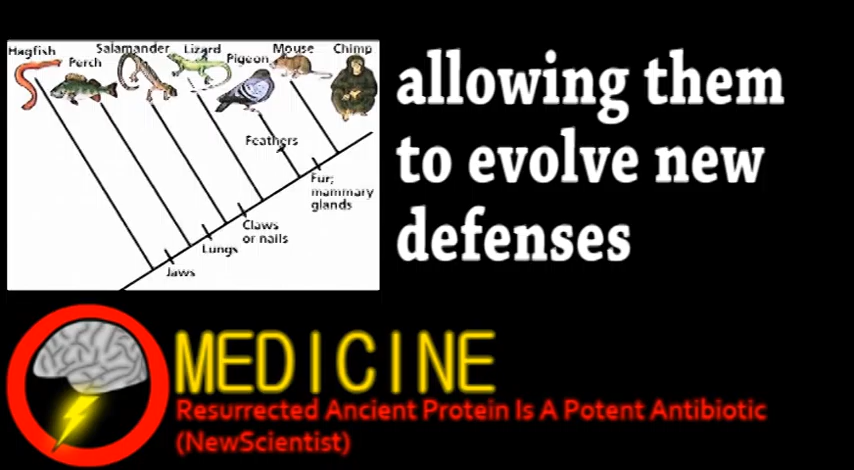 Hagfish
Perch
Salamander
Lizard
Pigeon
Mouse
Chimp
Feathers
Fur;
mammary
glands
Claws
or nails
Lungs
Jaws
allowing them
to evolve new
defenses
MEDICINE
Resurrected Ancient Protein Is A Potent Antibiotic
(NewScientist)